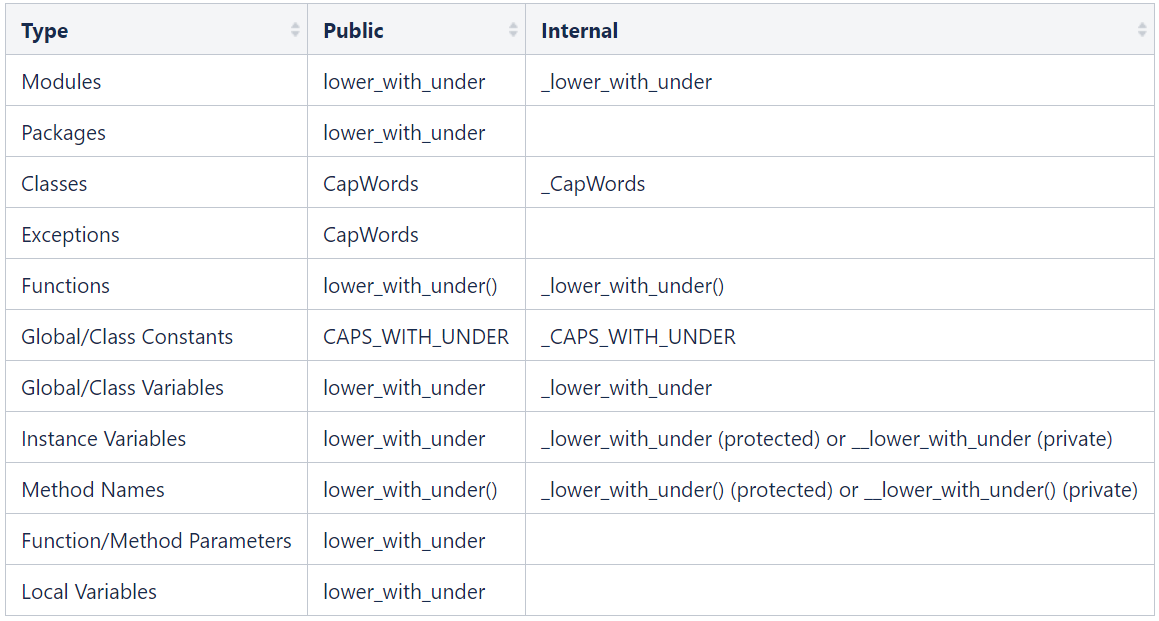 Type Public Internal
Modules lower_with_under _lower_with_under
Packages lower_with_under
Classes CapWords _CapWords
Exceptions CapWords
Functions lower_with_under() _lower_with_under()
Global/Class Constants CAPS_WITH_UNDER _CAPS_WITH_UNDER
Global/Class Variables lower_with_under _lower_with_under
Instance Variables lower_with_under _lower_with_under (protected) or __lower_with_under (private)
Method Names lower_with_under() _lower_with_under() (protected) or __lower_with_under() (private)
Function/Method Parameters lower_with_under
Local Variables lower_with_under